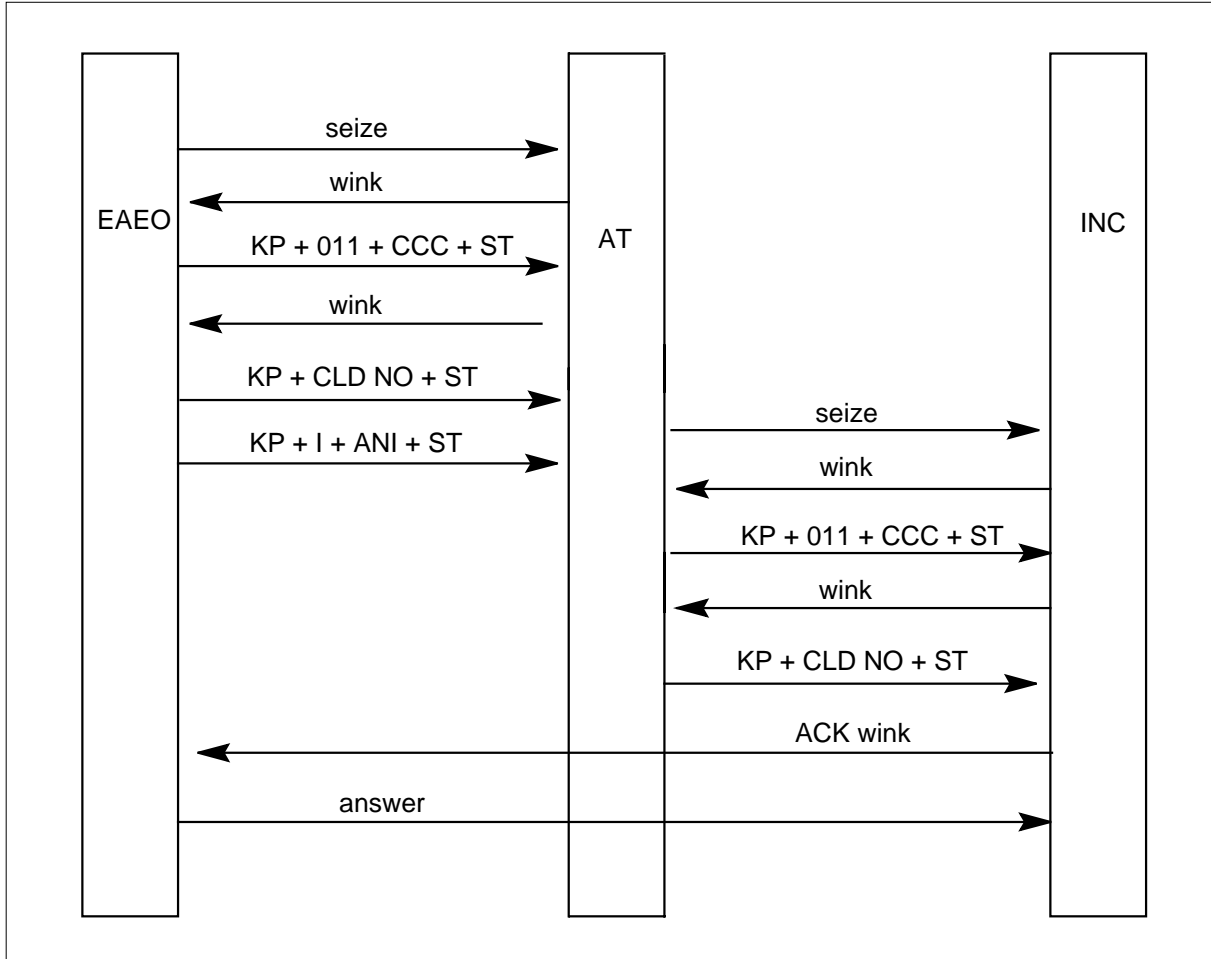 seize
wink
EAEO
AT
INC
KP + 011 + CCC + ST
wink
KP + CLD NO + ST
seize
KP + I + ANI + ST
wink
KP + 011 + CCC + ST
wink
KP + CLD NO + ST
ACK wink
answer